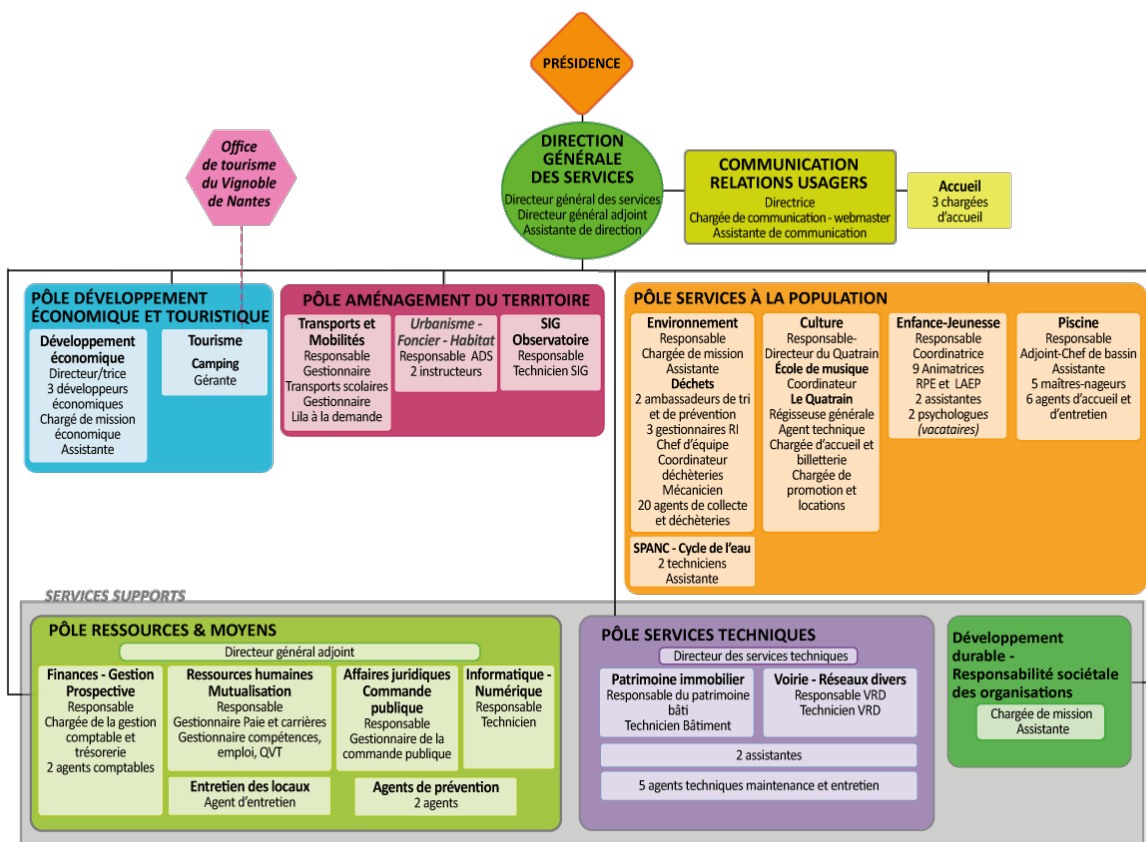 PRÉSIDENCE
DIRECTION
GÉNÉRALE
DES SERVICES
Directeur général des services
Directeur général adjoint
Assistante de direction
COMMUNICATION
RELATIONS USAGERS
Directrice
Chargée de communication - webmaster
Assistante de communication
Accueil
3 chargées
d'accueil
Office
de tourisme
du Vignoble
de Nantes
PÔLE DÉVELOPPEMENT
ÉCONOMIQUE ET TOURISTIQUE
Développement
économique
Directeur/trice
3 développeurs
économiques
Chargé de mission
économique
Assistante
Tourisme
Camping
Gérante
PÔLE AMÉNAGEMENT DU TERRITOIRE
Transports et
Mobilités
Responsable
Gestionnaire
Transports scolaires
Gestionnaire
Lila à la demande
Urbanisme -
Foncier - Habitat
Responsable ADS
2 instructeurs
SIG
Observatoire
Responsable
Technicien SIG
PÔLE SERVICES À LA POPULATION
Environnement
Responsable
Chargée de mission
Assistante
Déchets
2 ambassadeurs de tri
et de prévention
3 gestionnaires RI
Chef d'équipe
Coordinateur
déchèteries
Mécanicien
20 agents de collecte
et déchèteries
SPANC - Cycle de l'eau
2 techniciens
Assistante
Culture
Responsable-
Directeur du Quatrain
École de musique
Coordinateur
Le Quatrain
Régisseuse générale
Agent technique
Chargée d'accueil et
billetterie
Chargée de
promotion et
locations
Enfance-Jeunesse
Responsable
Coordinatrice
9 Animatrices
RPE et LAEP
2 assistantes
2 psychologues
(vacataires)
Piscine
Responsable
Adjoint-Chef de bassin
Assistante
5 maîtres-nageurs
6 agents d'accueil et
d'entretien
SERVICES SUPPORTS
PÔLE RESSOURCES & MOYENS
Directeur général adjoint
Finances - Gestion
Prospective
Responsable
Chargée de la gestion
comptable et
trésorerie
2 agents comptables
Ressources humaines
Mutualisation
Responsable
Gestionnaire Paie et carrières
Gestionnaire compétences,
emploi, QVT
Affaires juridiques
Commande
publique
Responsable
Gestionnaire de la
commande publique
Informatique -
Numérique
Responsable
Technicien
Entretien des locaux
Agent d'entretien
Agents de prévention
2 agents
PÔLE SERVICES TECHNIQUES
Directeur des services techniques
Patrimoine immobilier
Responsable du patrimoine
bâti
Technicien Bâtiment
Voirie - Réseaux divers
Responsable VRD
Technicien VRD
2 assistantes
5 agents techniques maintenance et entretien
Développement
durable -
Responsabilité sociétale
des organisations
Chargée de mission
Assistante